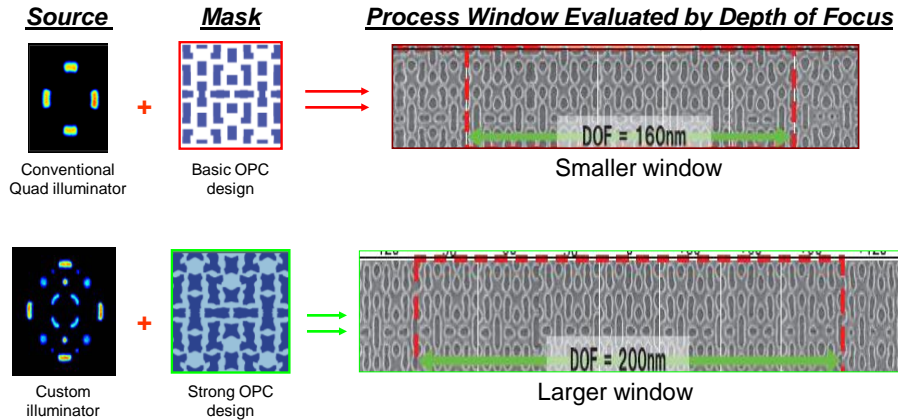 Source
Mask
Process Window Evaluated by Depth of Focus
+
DOF = 160nm
Conventional
Quad illuminator
Basic OPC
design
Smaller window
+
DOF = 200nm
Custom
illuminator
Strong OPC
design
Larger window